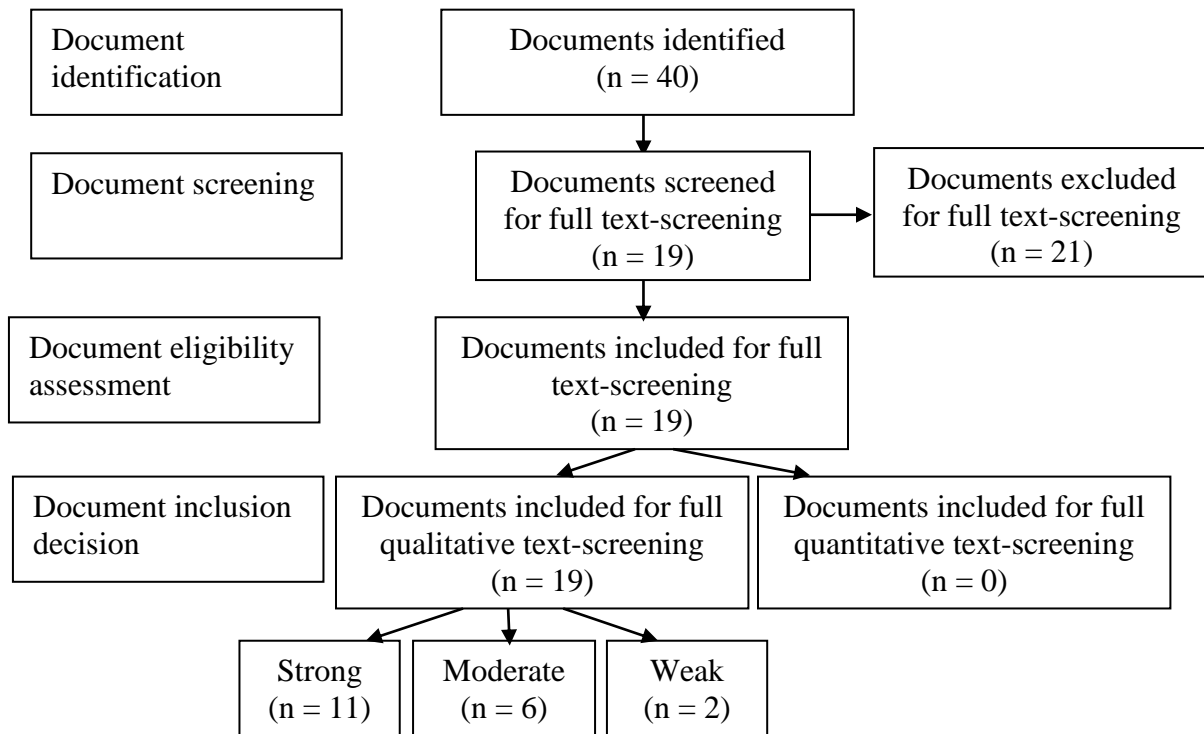 Document
identification
Documents identified
(n = 40)
Document screening
Documents screened
for full text-screening
(n = 19)
Documents excluded
for full text-screening
(n = 21)
Document eligibility
assessment
Documents included for full
text-screening
(n = 19)
Document inclusion
decision
Documents included for full
qualitative text-screening
(n = 19)
Documents included for full
quantitative text-screening
(n = 0)
Strong
(n = 11)
Moderate
(n = 6)
Weak
(n = 2)